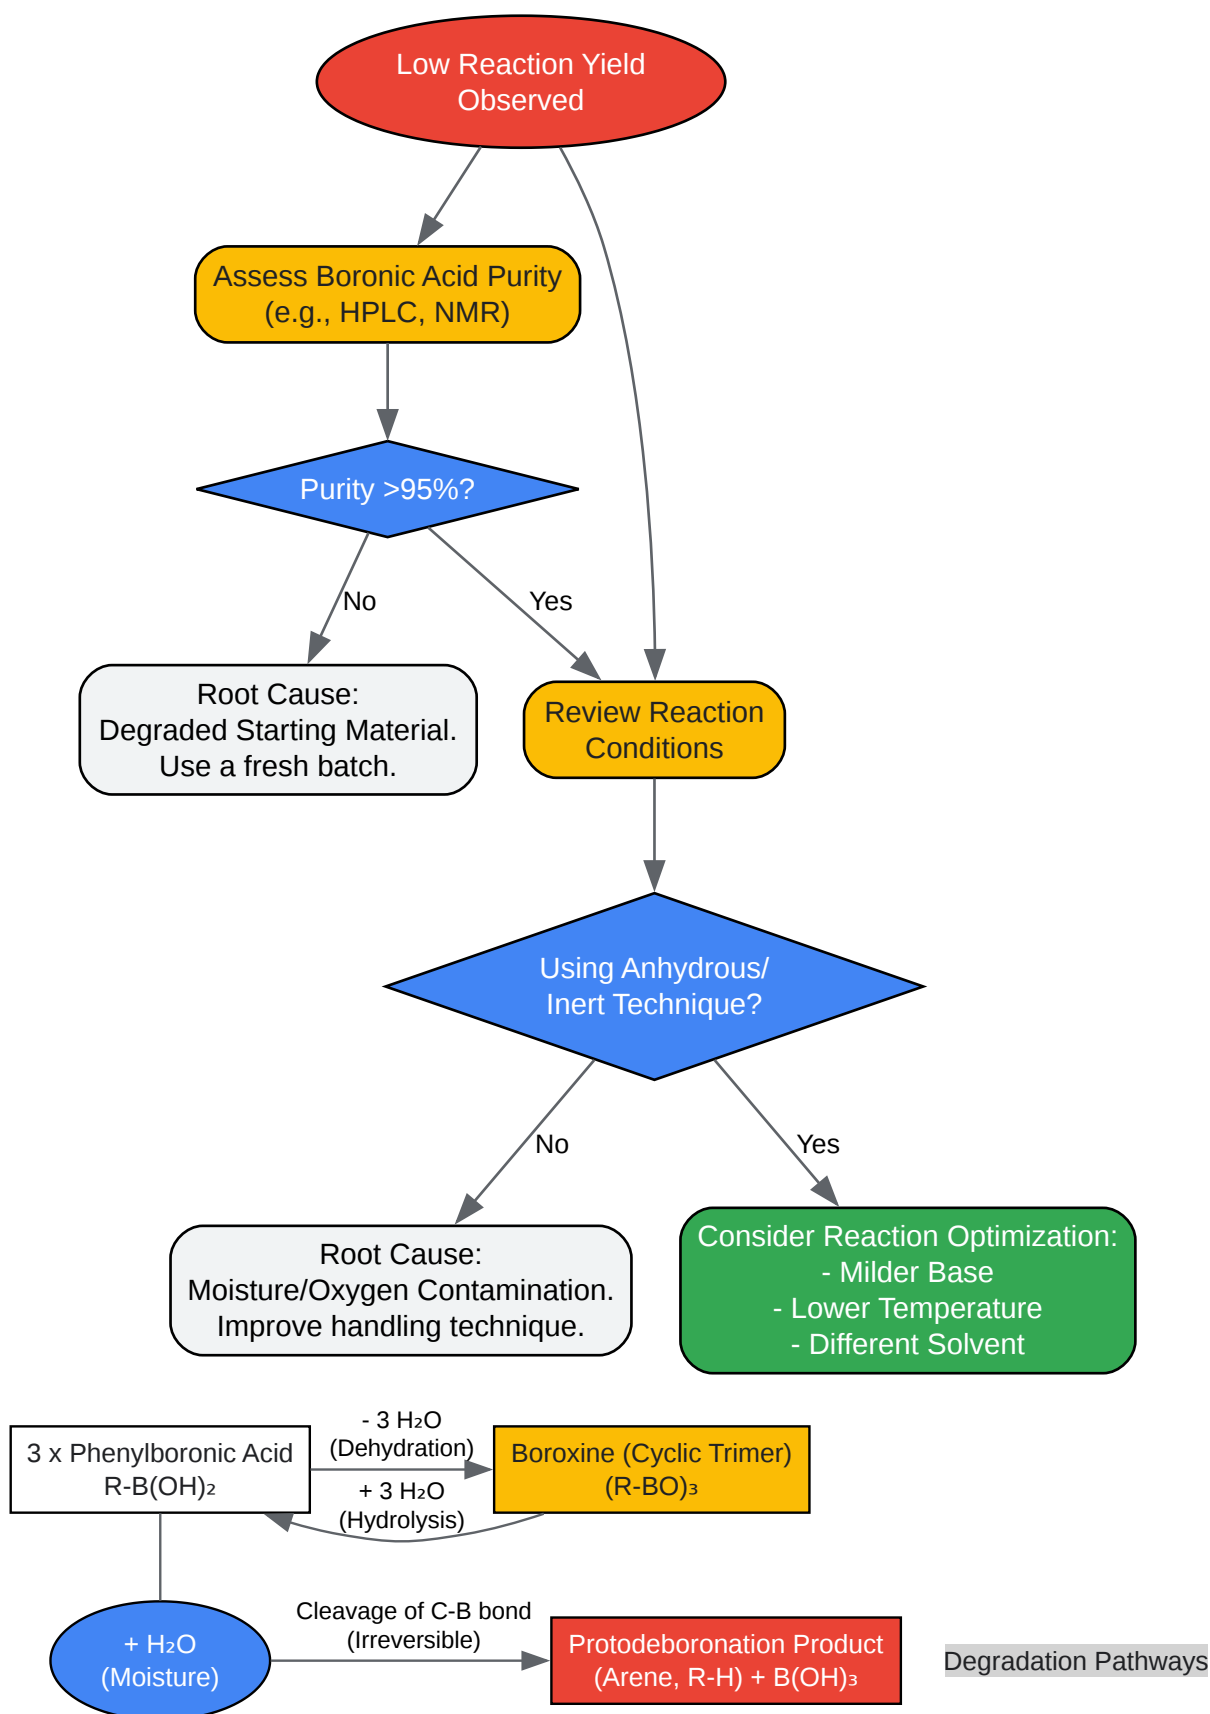 Low Reaction Yield
Observed
Assess Boronic Acid Purity
(e.g., HPLC, NMR)
Purity >95%?
No
Yes
Root Cause:
Degraded Starting Material.
Use a fresh batch.
Review Reaction
Conditions
Using Anhydrous/
Inert Technique?
No
Yes
Root Cause:
Moisture/Oxygen Contamination.
Improve handling technique.
Consider Reaction Optimization:
- Milder Base
- Lower Temperature
- Different Solvent
3 x Phenylboronic Acid
R-B(OH)₂
- 3 H₂O
(Dehydration)
+ 3 H₂O
(Hydrolysis)
Boroxine (Cyclic Trimer)
(R-BO)₃
+ H₂O
(Moisture)
Cleavage of C-B bond
(Irreversible)
Protodeboronation Product
(Arene, R-H) + B(OH)₃
Degradation Pathways